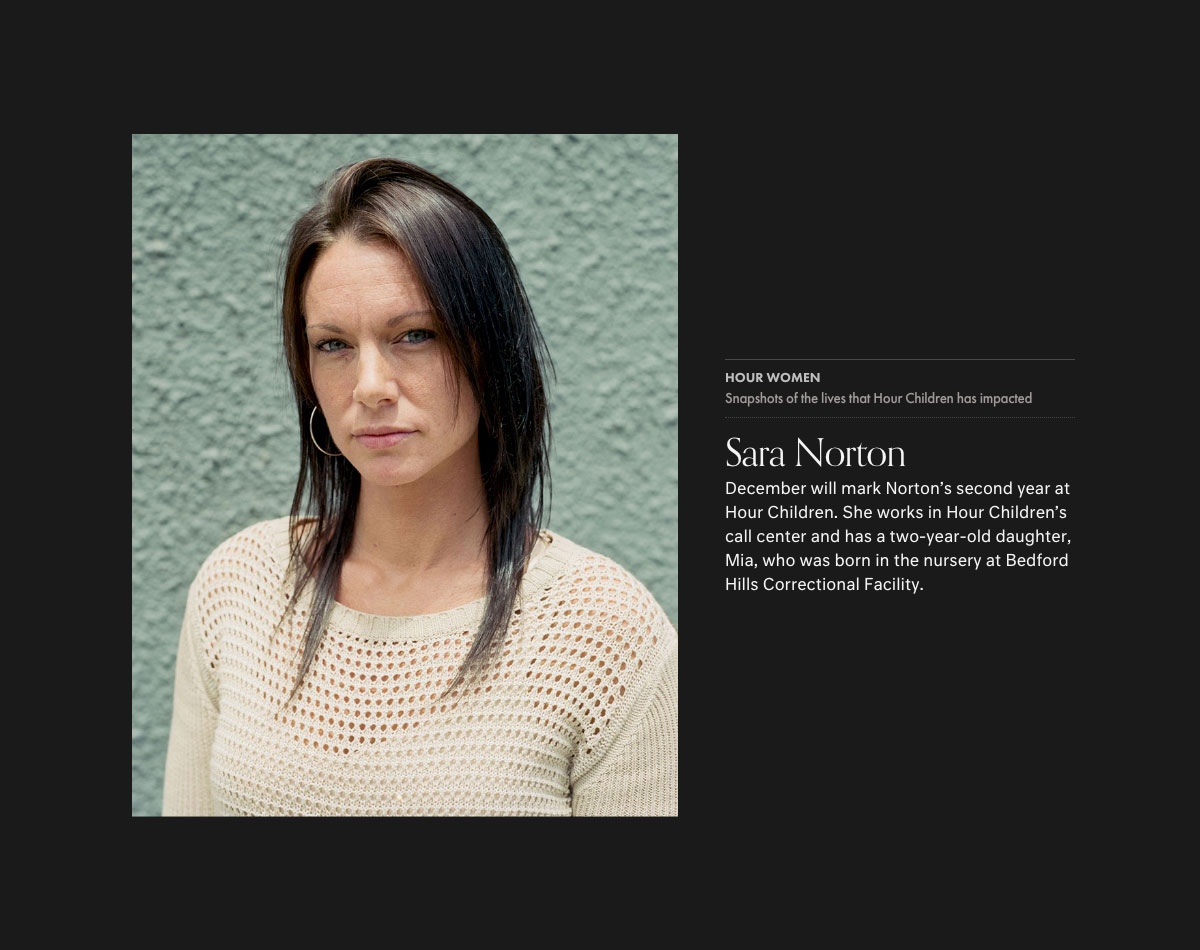 HOUR WOMEN
Snapshots of the lives that Hour Children has impacted
Sara Norton
December will mark Norton’s second year at
Hour Children. She works in Hour Children’s
call center and has a two-year-old daughter,
Mia, who was born in the nursery at Bedford
Hills Correctional Facility.